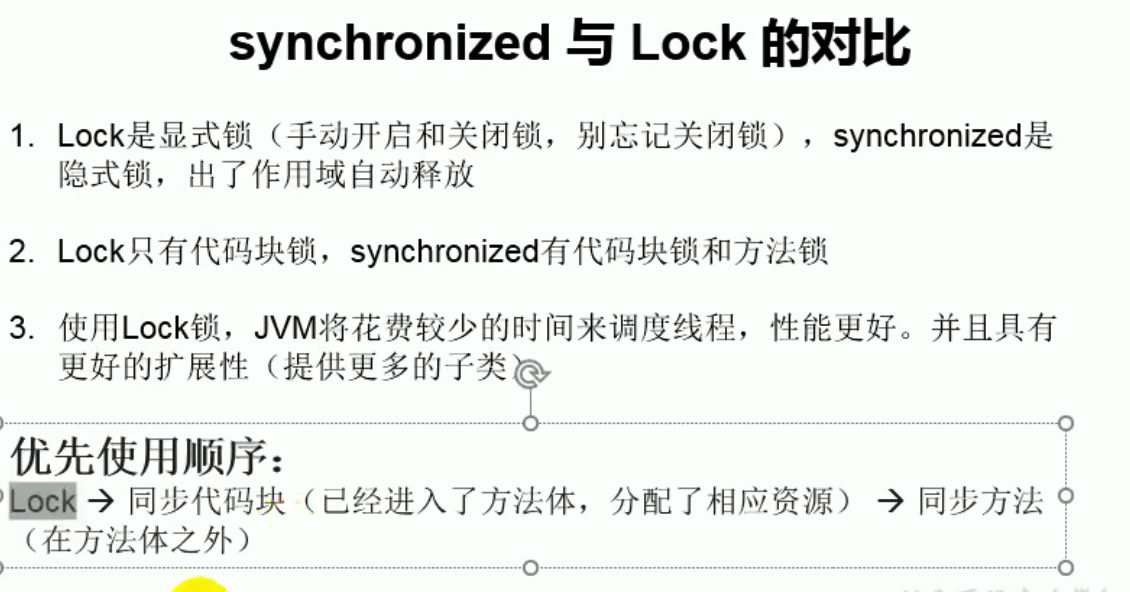 synchronized 与 Lock 的对比
1. Lock是显式锁（手动开启和关闭锁，别忘记关闭锁），synchronized是
隐式锁，出了作用域自动释放
2. Lock只有代码块锁，synchronized有代码块锁和方法锁
3. 使用Lock锁，JVM将花费较少的时间来调度线程，性能更好。并且具有
更好的扩展性（提供更多的子类）
优先使用顺序：
Lock → 同步代码块（已经进入了方法体，分配了相应资源） → 同步方法
（在方法体之外）